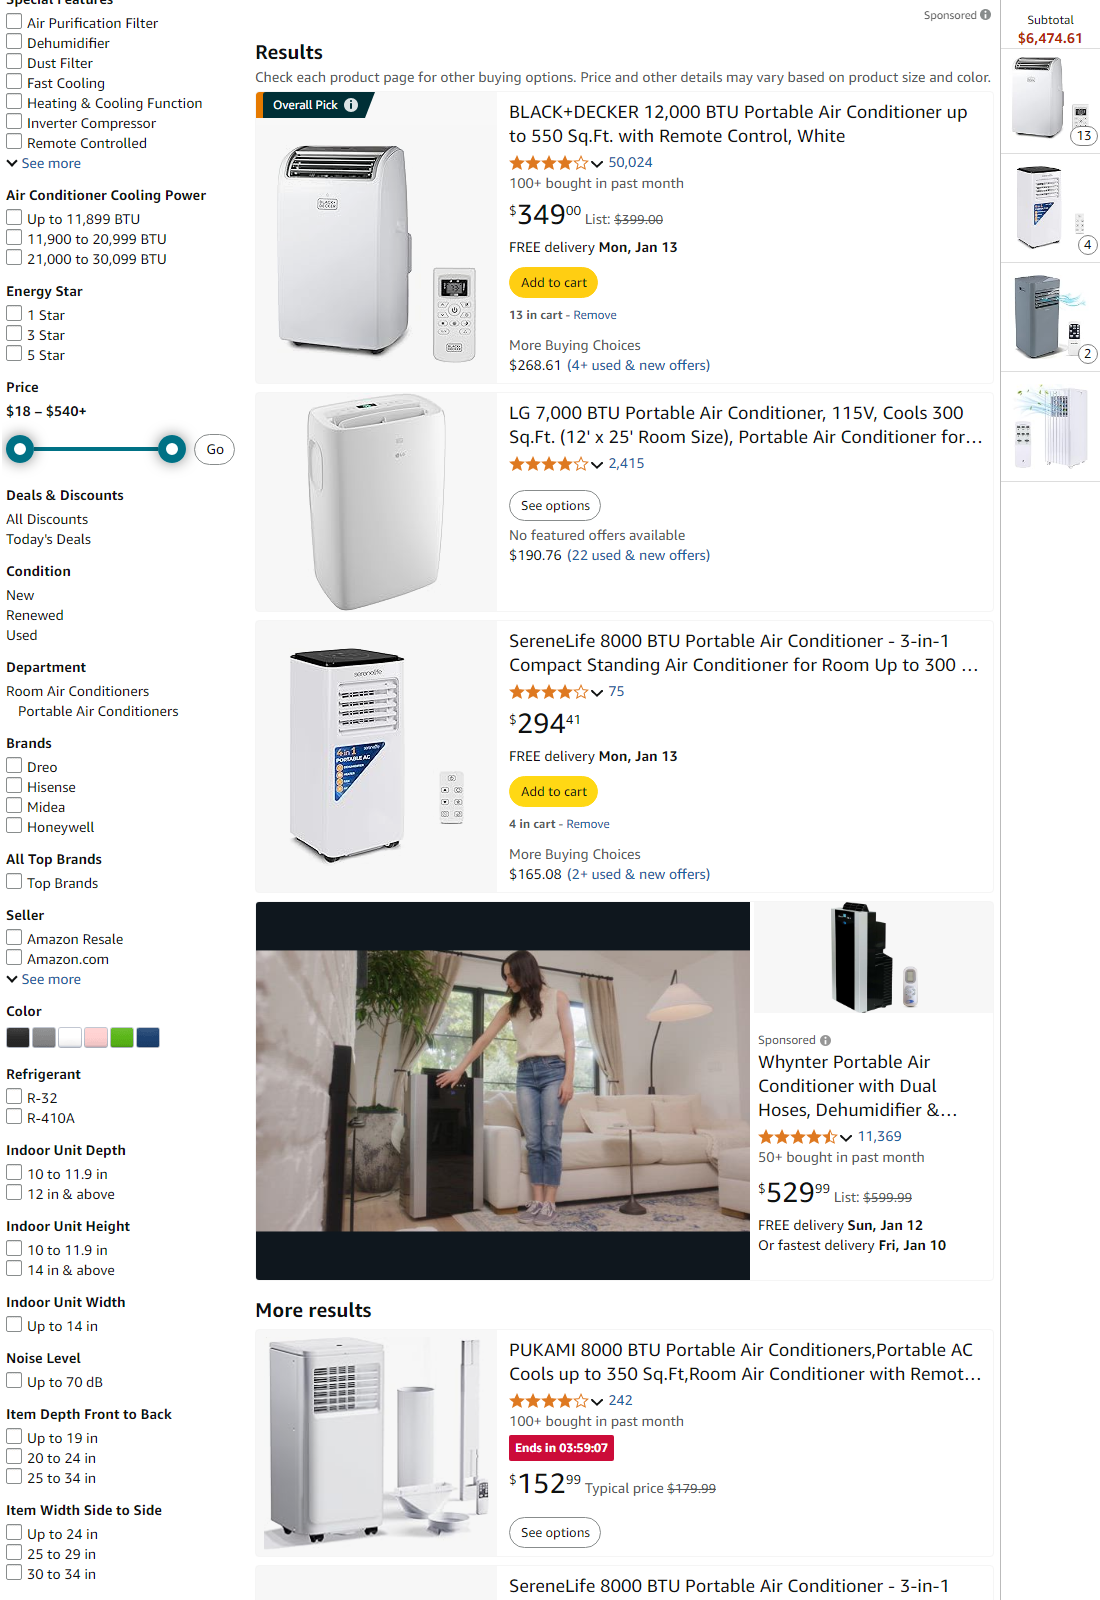 Special Features
Air Purification Filter
Dehumidifier
Dust Filter
Fast Cooling
Heating & Cooling Function
Inverter Compressor
Remote Controlled
See more
Air Conditioner Cooling Power
Up to 11,899 BTU
11,900 to 20,999 BTU
21,000 to 30,099 BTU
Energy Star
1 Star
3 Star
5 Star
Price
$18 – $540+
Go
Deals & Discounts
All Discounts
Today's Deals
Condition
New
Renewed
Used
Department
Room Air Conditioners
Portable Air Conditioners
Brands
Dreo
Hisense
Midea
Honeywell
All Top Brands
Top Brands
Seller
Amazon Resale
Amazon.com
See more
Color
Refrigerant
R-32
R-410A
Indoor Unit Depth
10 to 11.9 in
12 in & above
Indoor Unit Height
10 to 11.9 in
14 in & above
Indoor Unit Width
Up to 14 in
Noise Level
Up to 70 dB
Item Depth Front to Back
Up to 19 in
20 to 24 in
25 to 34 in
Item Width Side to Side
Up to 24 in
25 to 29 in
30 to 34 in
Sponsored
Results
Check each product page for other buying options. Price and other details may vary based on product size and color.
Overall Pick
BLACK+DECKER
BLACK+DECKER 12,000 BTU Portable Air Conditioner up
to 550 Sq.Ft. with Remote Control, White
50,024
100+ bought in past month
$349 00 List: $399.00
FREE delivery Mon, Jan 13
Add to cart
13 in cart - Remove
More Buying Choices
$268.61 (4+ used & new offers)
LG
LG 7,000 BTU Portable Air Conditioner, 115V, Cools 300
Sq.Ft. (12' x 25' Room Size), Portable Air Conditioner for...
2,415
See options
No featured offers available
$190.76 (22 used & new offers)
serenelife
4 in 1
PORTABLE AC
SereneLife 8000 BTU Portable Air Conditioner - 3-in-1
Compact Standing Air Conditioner for Room Up to 300 ...
75
$294 41
FREE delivery Mon, Jan 13
Add to cart
4 in cart - Remove
More Buying Choices
$165.08 (2+ used & new offers)
Sponsored
Whynter Portable Air
Conditioner with Dual
Hoses, Dehumidifier &...
11,369
50+ bought in past month
$529 99 List: $599.99
FREE delivery Sun, Jan 12
Or fastest delivery Fri, Jan 10
More results
PUKAMI 8000 BTU Portable Air Conditioners,Portable AC
Cools up to 350 Sq.Ft,Room Air Conditioner with Remot...
242
100+ bought in past month
Ends in 03:59:07
$152 99 Typical price $179.99
See options
SereneLife 8000 BTU Portable Air Conditioner - 3-in-1
Subtotal
$6,474.61
13
4
2